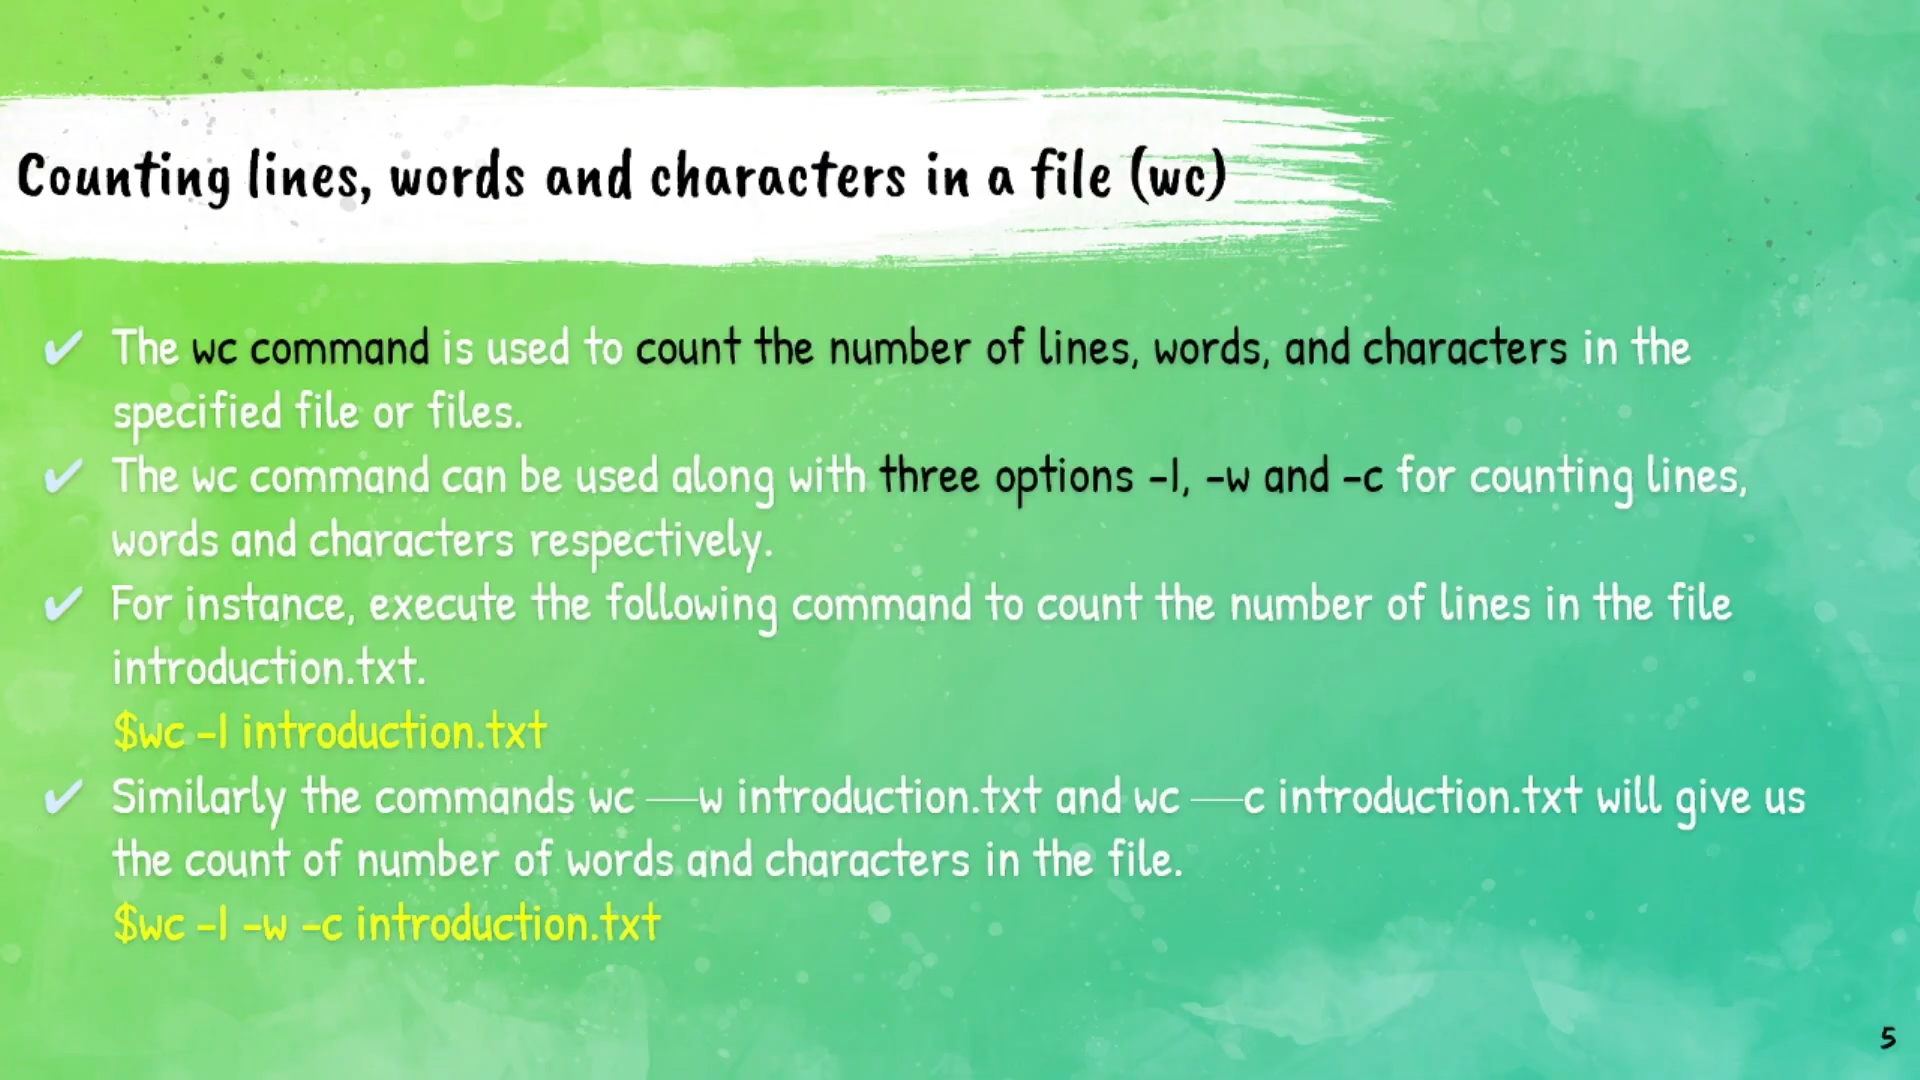 Counting lines, words and characters in a file (wc)
✔ The wc command is used to count the number of lines, words, and characters in the
specified file or files.
✔ The wc command can be used along with three options -l, -w and -c for counting lines,
words and characters respectively.
✔ For instance, execute the following command to count the number of lines in the file
introduction.txt.
$wc -l introduction.txt
✔ Similarly the commands wc —w introduction.txt and wc —c introduction.txt will give us
the count of number of words and characters in the file.
$wc -l -w -c introduction.txt
5